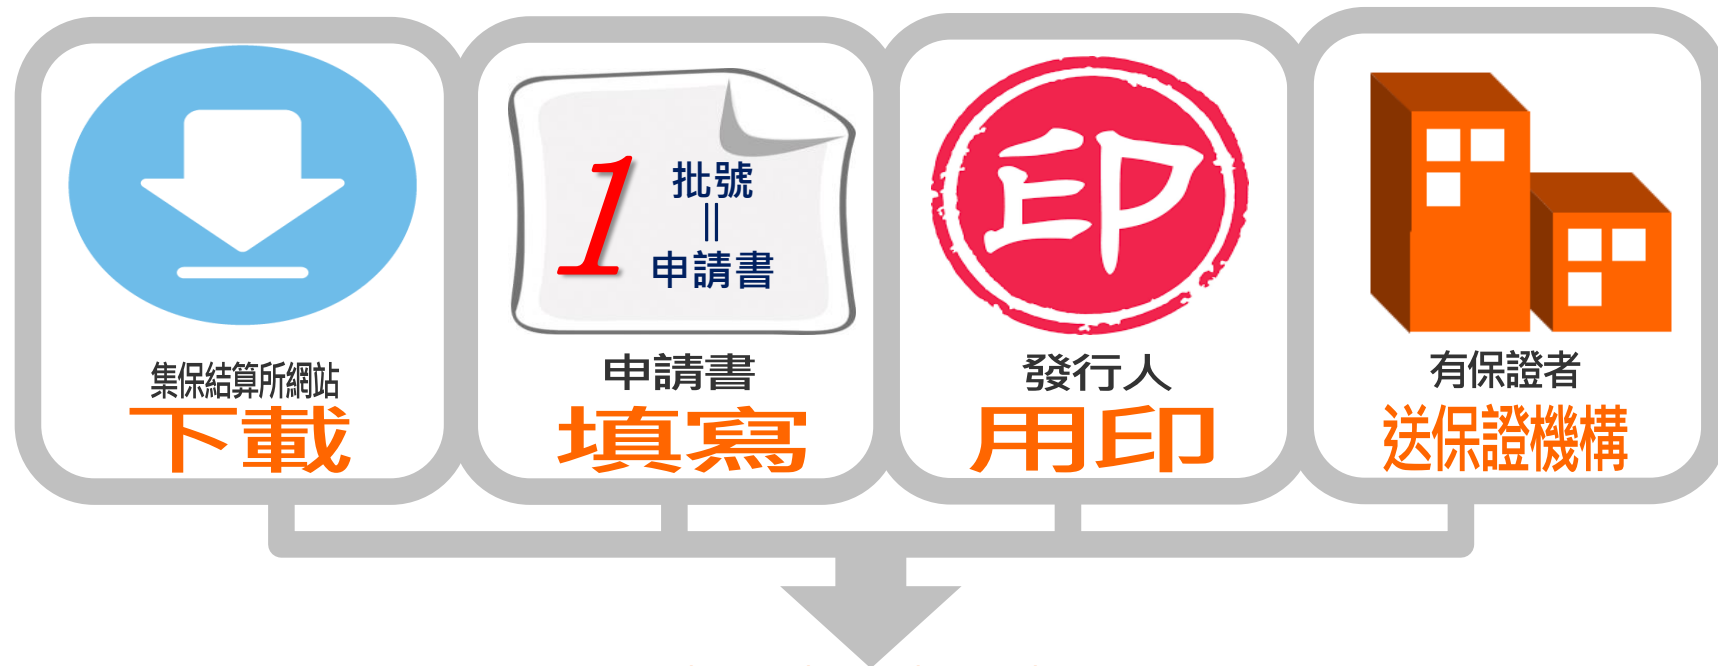 集保結算所網站
下載
1
批號
||
申請書
申請書
填寫
印
發行人
用印
有保證者
送保證機構